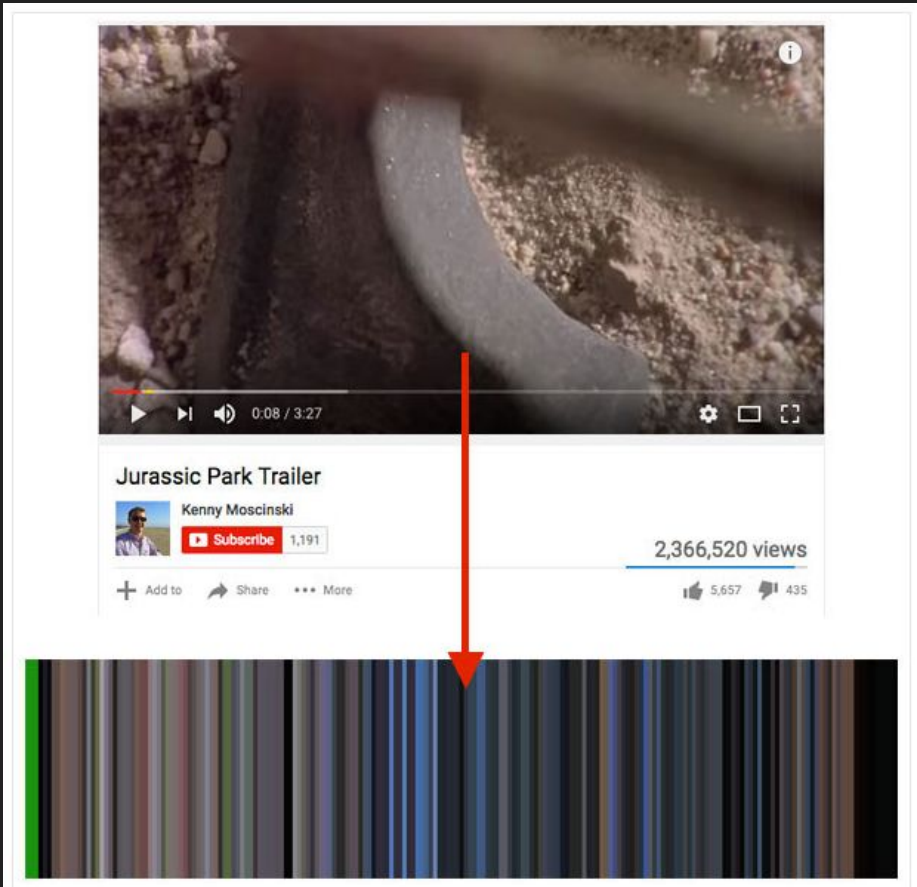 i
0:08 / 3:27
Jurassic Park Trailer
Kenny Moscinski
Subscribe 1,191
2,366,520 views
Add to Share More 5,657 435